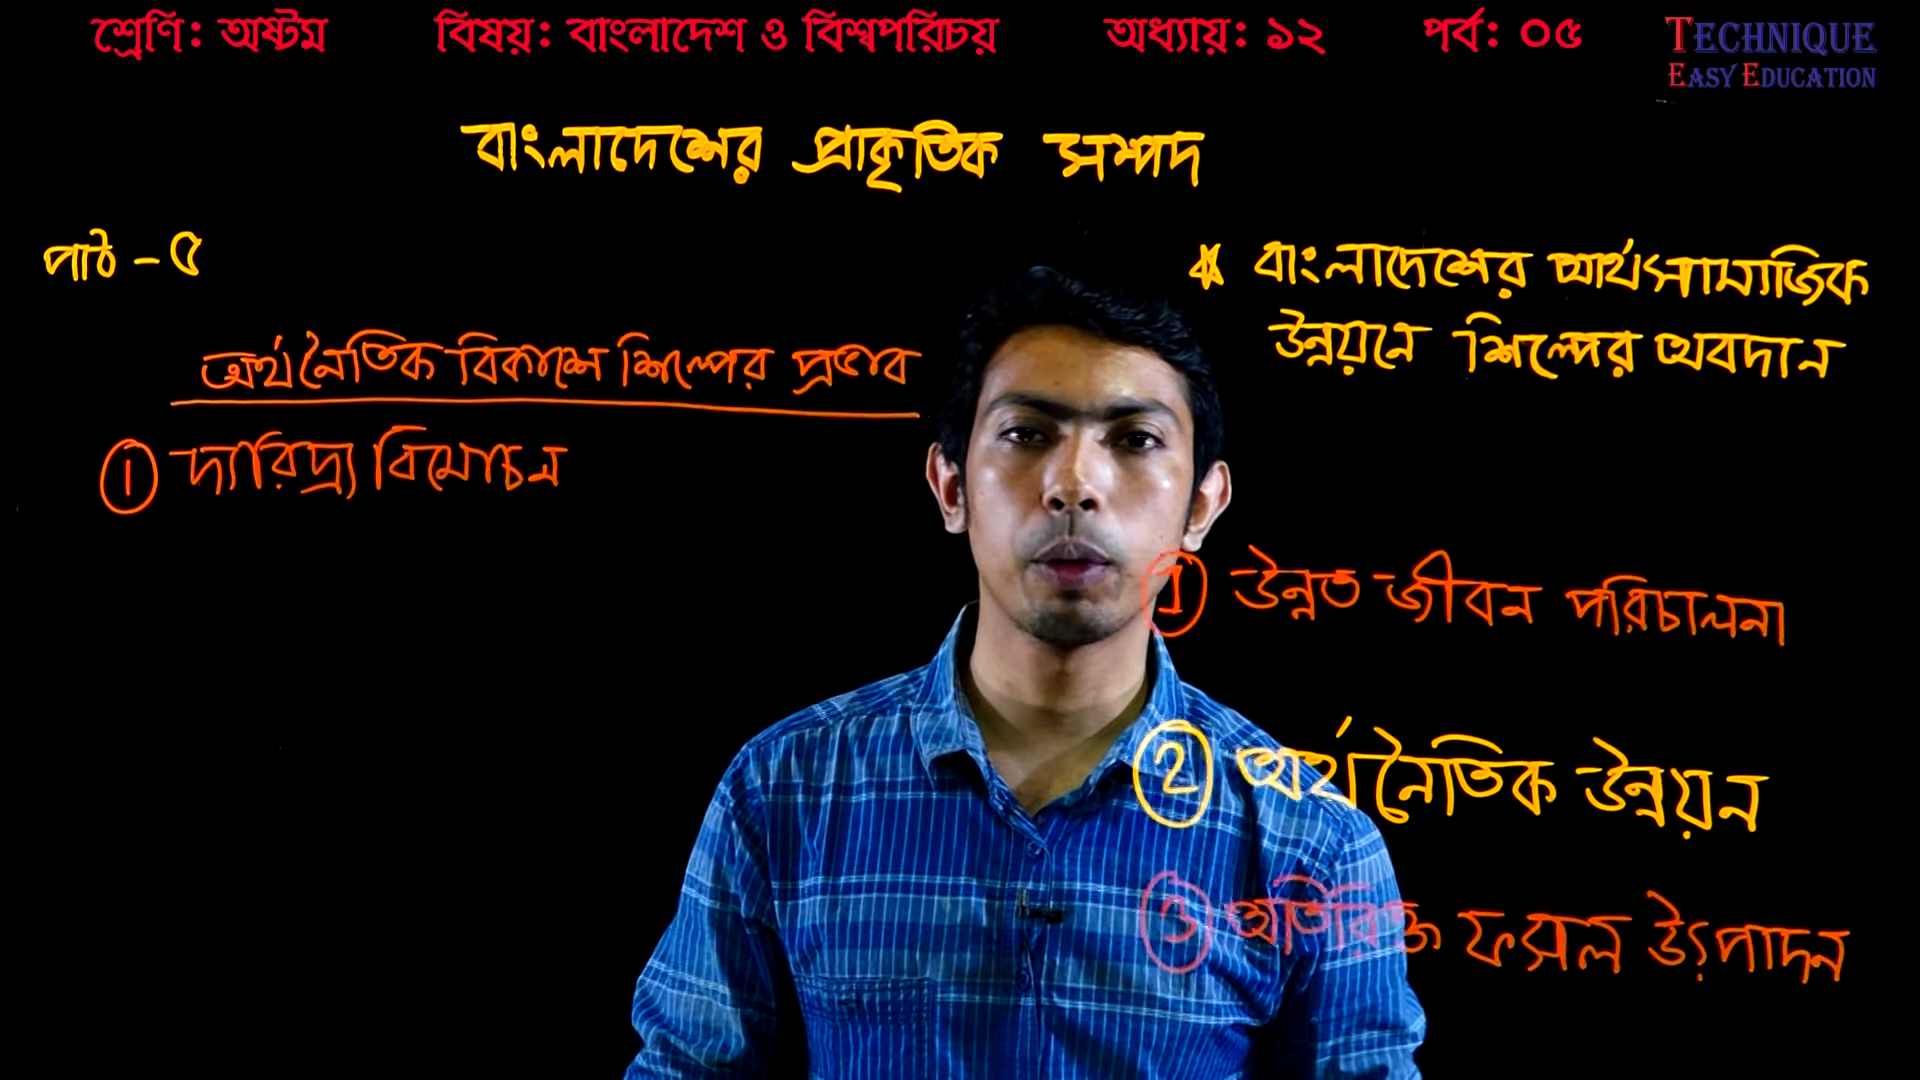 শ্রেণি: অষ্টম বিষয়: বাংলাদেশ ও বিশ্বপরিচয় অধ্যায়: ১২ পর্ব: ০৫
TECHNIQUE
EASY EDUCATION
বাংলাদেশের প্রাকৃতিক সম্পদ
পাঠ - ৫
অর্থনৈতিক বিকাশে শিল্পের প্রভাব
① দ্যারিদ্র্য বিমোচন
* বাংলাদেশের আর্থসামাজিক
উন্নয়নে শিল্পের অবদান
① উন্নত জীবন পরিচালনা
② অর্থনৈতিক উন্নয়ন
③ অতিরিক্ত ফসল উৎপাদন